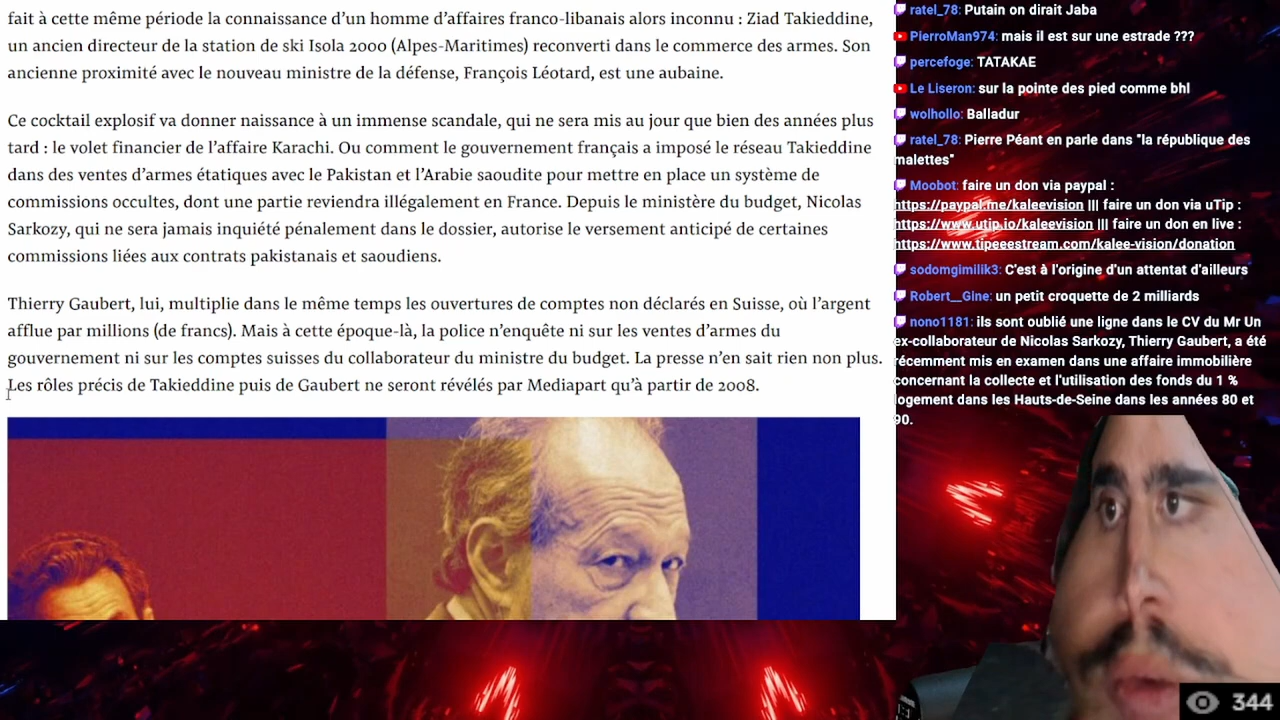 fait à cette même période la connaissance d’un homme d’affaires franco-libanais alors inconnu : Ziad Takieddine,
un ancien directeur de la station de ski Isola 2000 (Alpes-Maritimes) reconverti dans le commerce des armes. Son
ancienne proximité avec le nouveau ministre de la défense, François Léotard, est une aubaine.
Ce cocktail explosif va donner naissance à un immense scandale, qui ne sera mis au jour que bien des années plus
tard : le volet financier de l’affaire Karachi. Ou comment le gouvernement français a imposé le réseau Takieddine
dans des ventes d’armes étatiques avec le Pakistan et l’Arabie saoudite pour mettre en place un système de
commissions occultes, dont une partie reviendra illégalement en France. Depuis le ministère du budget, Nicolas
Sarkozy, qui ne sera jamais inquiété pénalement dans le dossier, autorise le versement anticipé de certaines
commissions liées aux contrats pakistanais et saoudiens.
Thierry Gaubert, lui, multiplie dans le même temps les ouvertures de comptes non déclarés en Suisse, où l’argent
afflue par millions (de francs). Mais à cette époque-là, la police n’enquête ni sur les ventes d’armes du
gouvernement ni sur les comptes suisses du collaborateur du ministre du budget. La presse n’en sait rien non plus.
Les rôles précis de Takieddine puis de Gaubert ne seront révélés par Mediapart qu’à partir de 2008.
ratel_78: Putain on dirait Jaba
PierroMan974: mais il est sur une estrade ???
percefoge: TATAKAE
Le Liseron: sur la pointe des pied comme bhl
wolhollo: Balladur
ratel_78: Pierre Péant en parle dans "la république des
malettes"
Moobot: faire un don via paypal :
https://paypal.me/kaleevision ||| faire un don via uTip :
https://www.utip.io/kaleevision ||| faire un don en live :
https://www.tipeeestream.com/kalee-vision/donation
sodomgimilik3: C'est à l'origine d'un attentat d'ailleurs
Robert__Gine: un petit croquette de 2 milliards
nono1181: ils sont oublié une ligne dans le CV du Mr Un
ex-collaborateur de Nicolas Sarkozy, Thierry Gaubert, a été
récemment mis en examen dans une affaire immobilière
concernant la collecte et l'utilisation des fonds du 1 %
logement dans les Hauts-de-Seine dans les années 80 et
90.
344